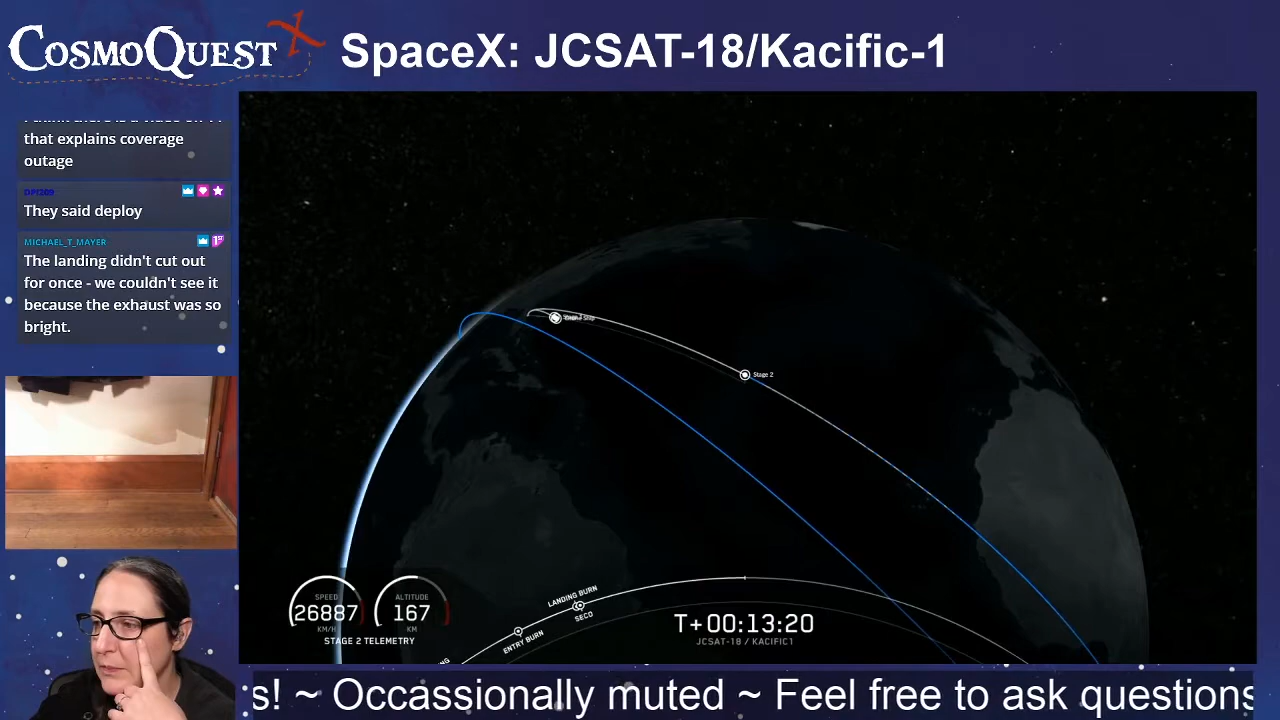 CosmoQuest X
SpaceX: JCSAT-18/Kacific-1
that explains coverage
outage
They said deploy
MICHAEL_T_MAYER
The landing didn't cut out
for once - we couldn't see it
because the exhaust was so
bright.
Stage 2
SPEED
26887
KM/H
ALTITUDE
167
KM
STAGE 2 TELEMETRY
LANDING BURN
SECO
ENTRY BURN
T+00:13:20
JCSAT-18 / KACIFIC1
s! ~ Occassionally muted ~ Feel free to ask questions